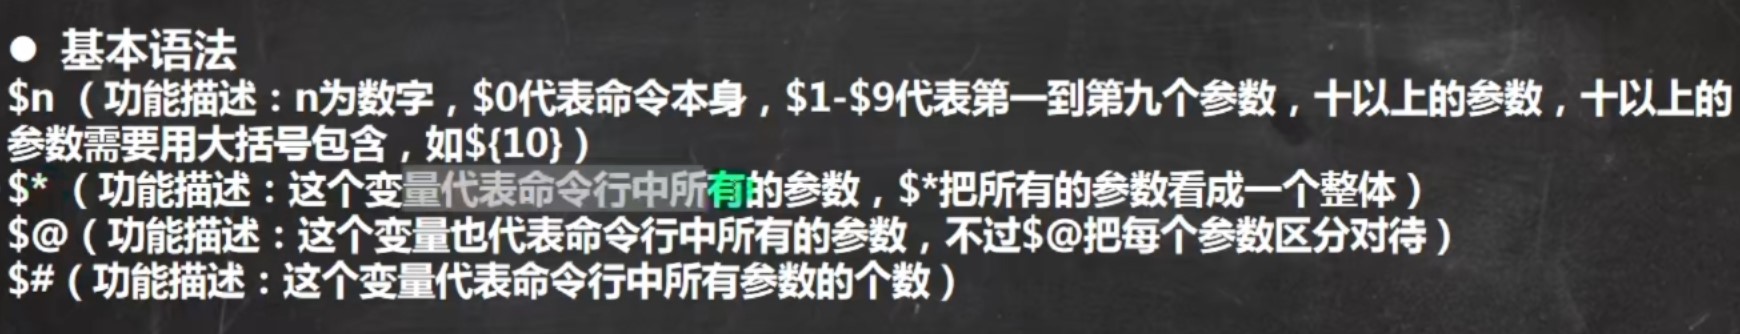 ● 基本语法
$n （功能描述：n为数字，$0代表命令本身，$1-$9代表第一到第九个参数，十以上的参数，十以上的
参数需要用大括号包含，如${10}）
$* （功能描述：这个变量代表命令行中所有的参数，$*把所有的参数看成一个整体）
$@（功能描述：这个变量也代表命令行中所有的参数，不过$@把每个参数区分对待）
$#（功能描述：这个变量代表命令行中所有参数的个数）